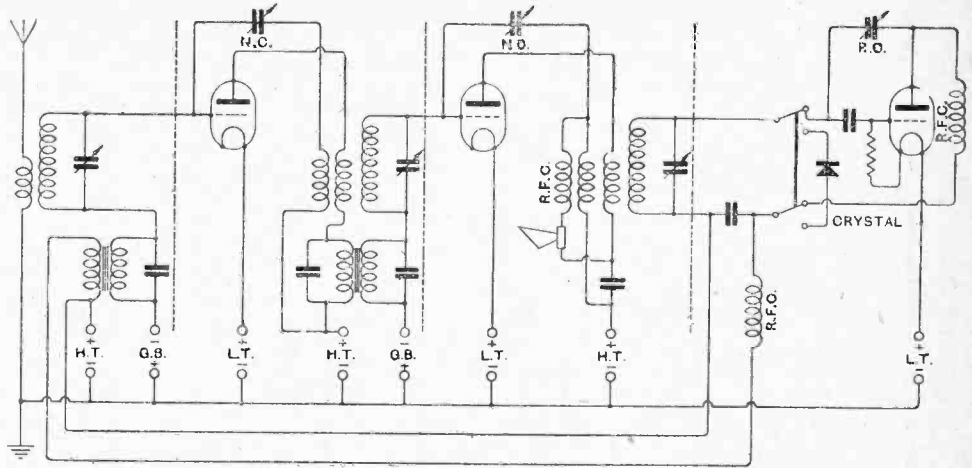 N.C.
N.C.
R.C.
R.F.C.
R.F.C.
CRYSTAL
R.F.C.
+ - + - + - + - + - + - + - + -
H.T.
G.B.
L.T.
H.T.
G.B.
L.T.
H.T.
L.T.